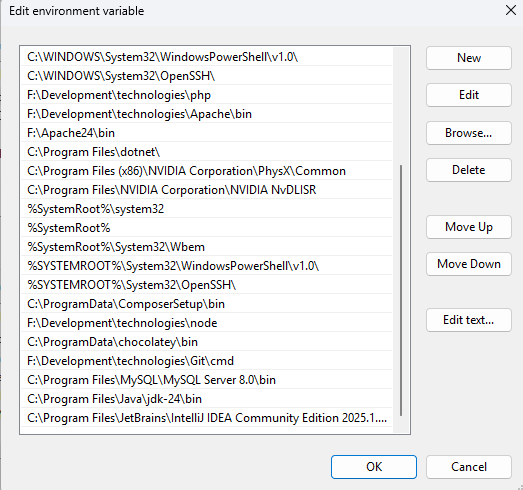 Edit environment variable
C:\WINDOWS\System32\WindowsPowerShell\v1.0\
C:\WINDOWS\System32\OpenSSH\
F:\Development\technologies\php
F:\Development\technologies\Apache\bin
F:\Apache24\bin
C:\Program Files\dotnet\
C:\Program Files (x86)\NVIDIA Corporation\PhysX\Common
C:\Program Files\NVIDIA Corporation\NVIDIA NvDLISR
%SystemRoot%\system32
%SystemRoot%
%SystemRoot%\System32\Wbem
%SYSTEMROOT%\System32\WindowsPowerShell\v1.0\
%SYSTEMROOT%\System32\OpenSSH\
C:\ProgramData\ComposerSetup\bin
F:\Development\technologies\node
C:\ProgramData\chocolatey\bin
F:\Development\technologies\Git\cmd
C:\Program Files\MySQL\MySQL Server 8.0\bin
C:\Program Files\Java\jdk-24\bin
C:\Program Files\JetBrains\IntelliJ IDEA Community Edition 2025.1....
New
Edit
Browse...
Delete
Move Up
Move Down
Edit text...
OK
Cancel